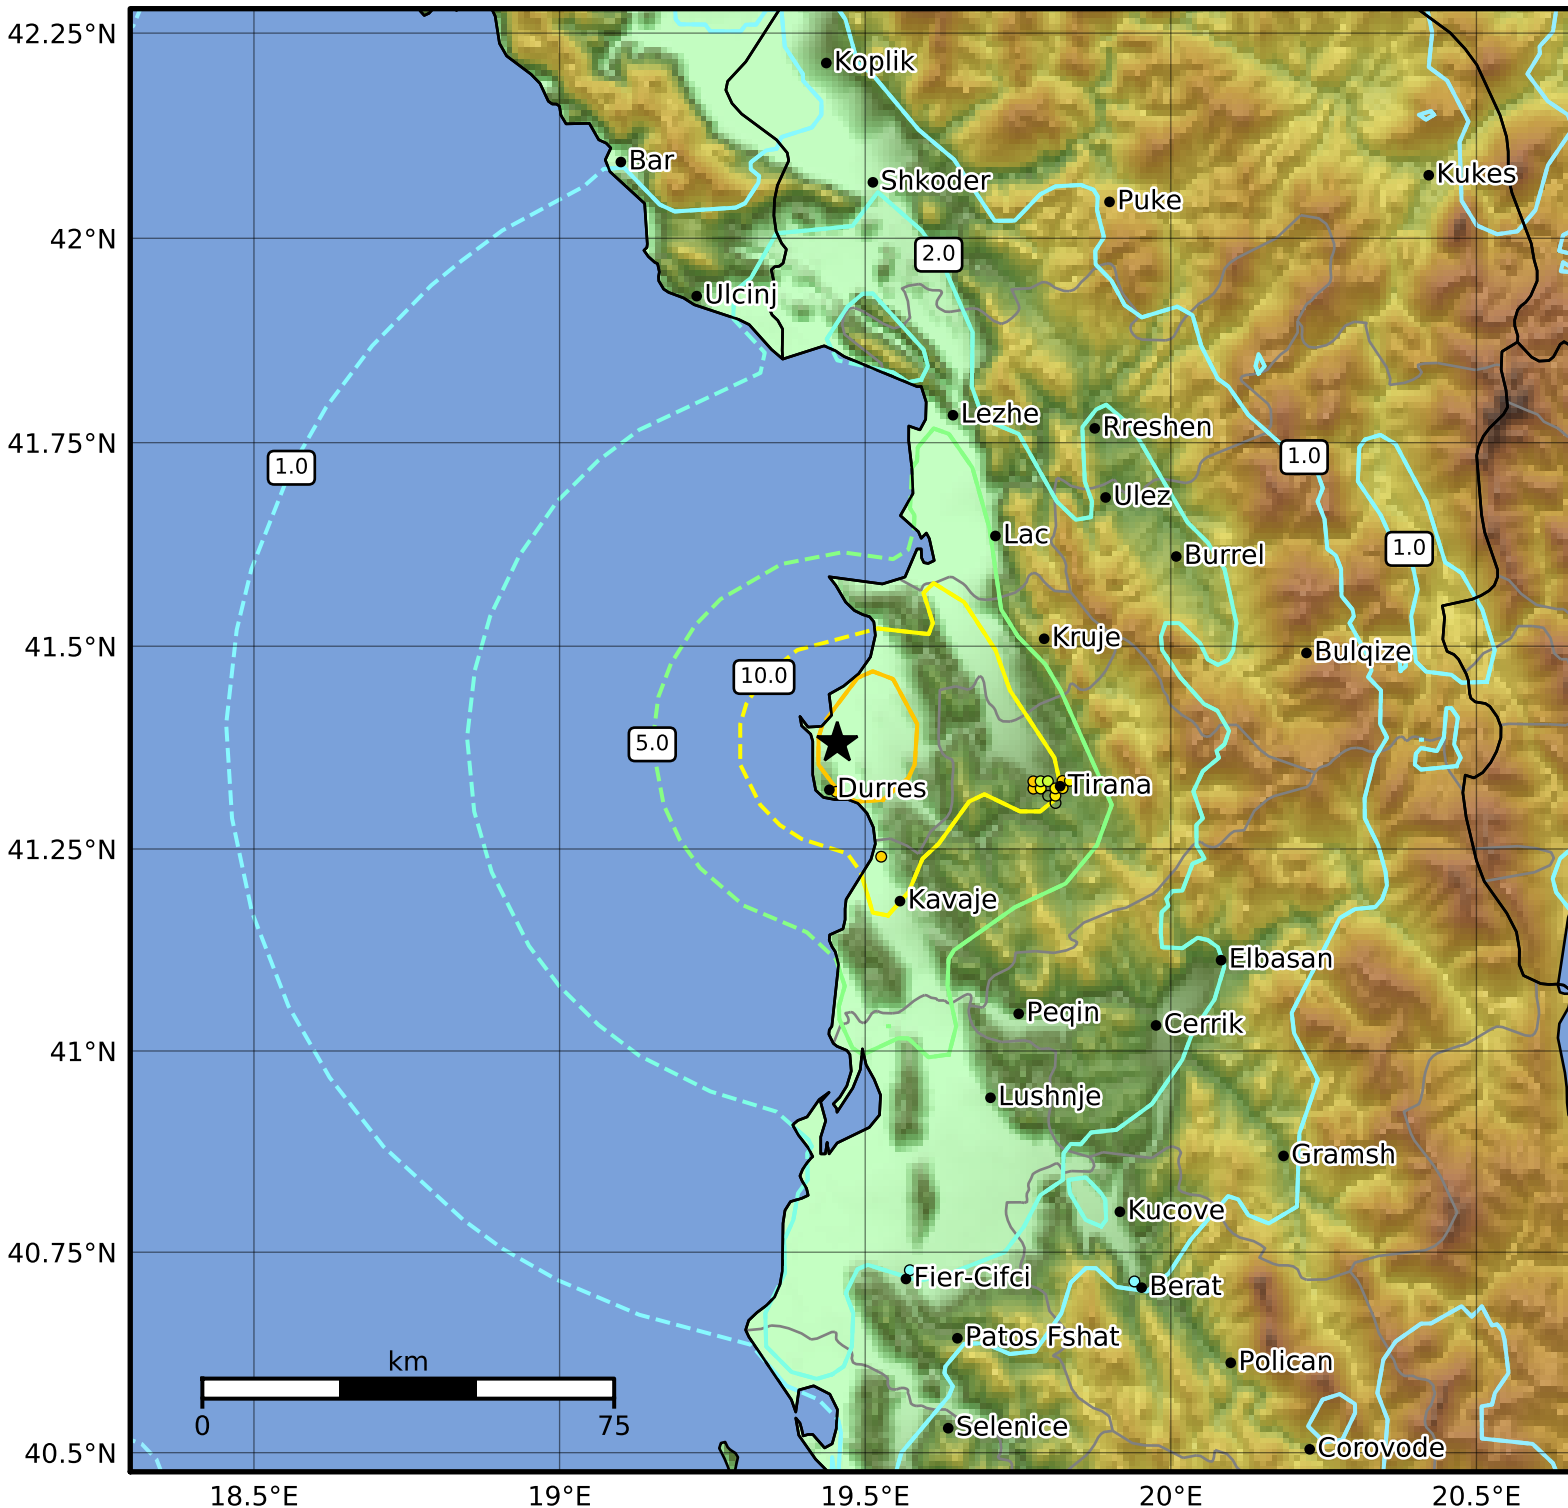 42.25°N
Koplik
Bar
Shkoder
Kukes
Puke
42°N
2.0
Ulcinj
Lezhe
Rreshen
41.75°N
1.0
1.0
Ulez
Lac
Burrel
1.0
Kruje
41.5°N
Bulqize
10.0
5.0
Durres
Tirana
41.25°N
Kavaje
Elbasan
Peqin
Cerrik
41°N
Lushnje
Gramsh
Kucove
40.75°N
Fier-Cifci
Berat
Patos Fshat
km
Polican
0
75
Selenice
Corovode
40.5°N
18.5°E
19°E
19.5°E
20°E
20.5°E